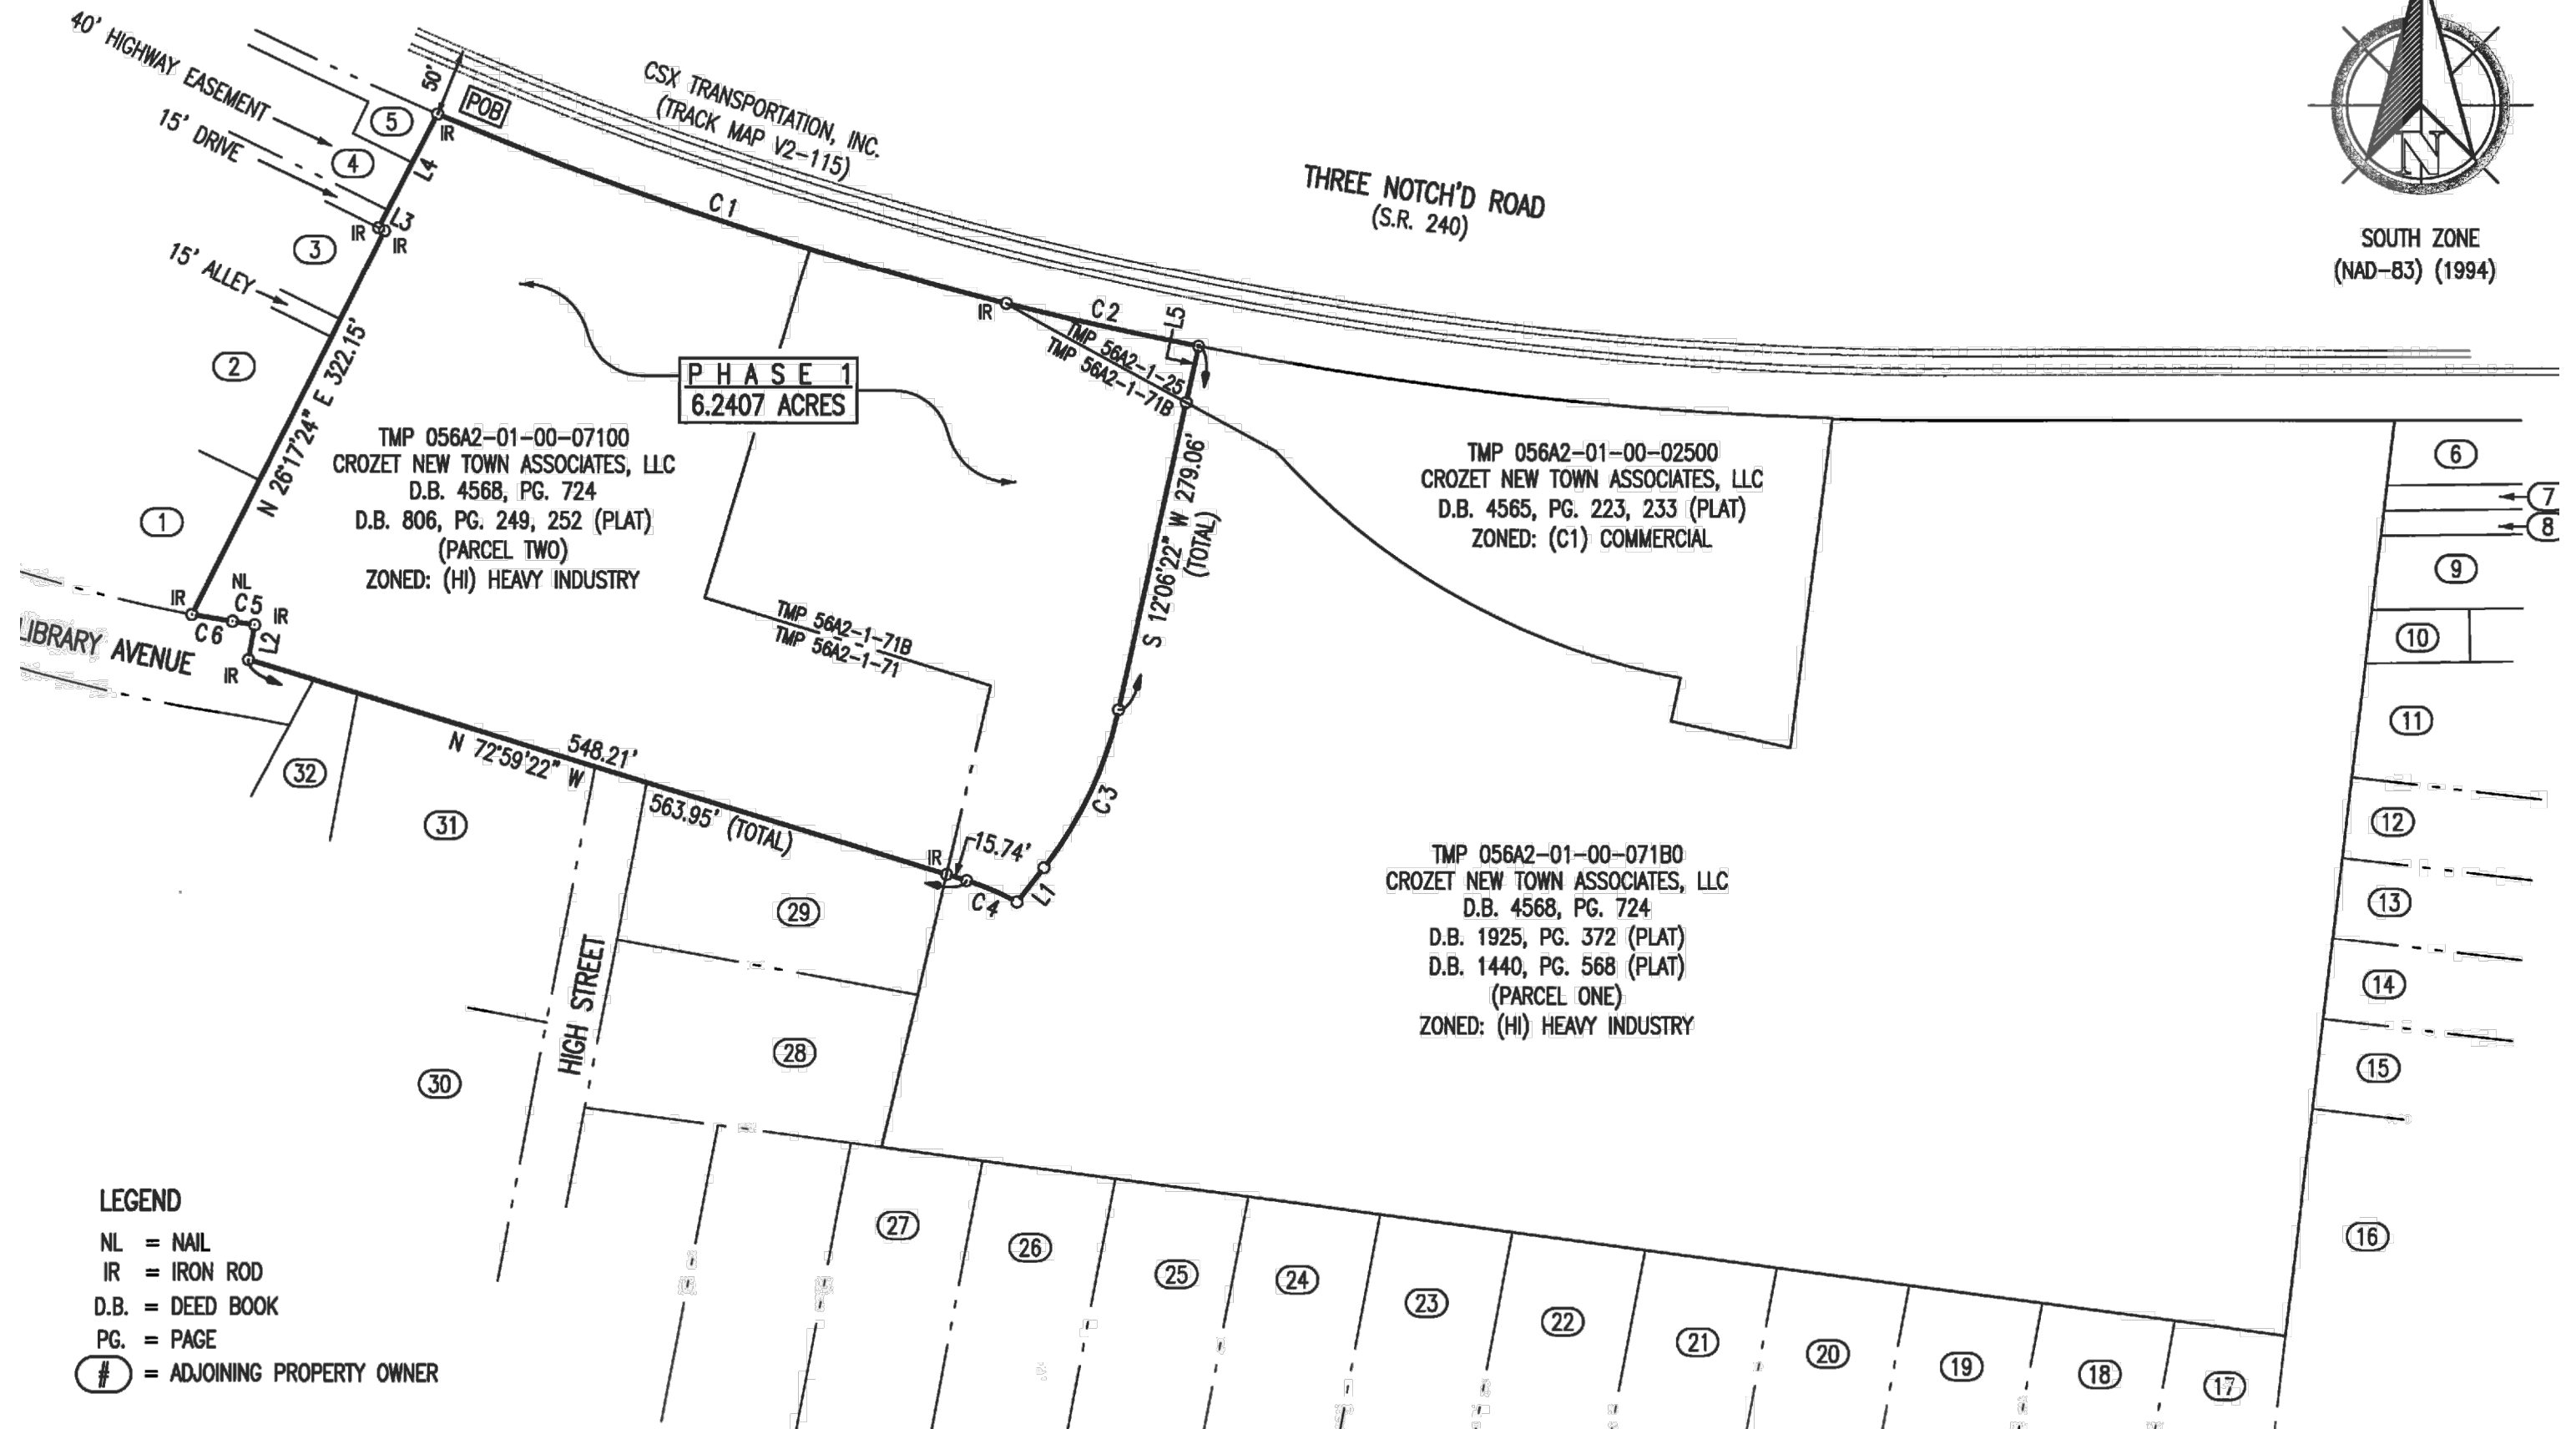 40' HIGHWAY EASEMENT
15' DRIVE
15' ALLEY
50'
POB
IR
5
4
L4
L3
IR
IR
3
2
1
CSX TRANSPORTATION, INC.
(TRACK MAP V2-115)
C1
THREE NOTCH'D ROAD
(S.R. 240)
N
SOUTH ZONE
(NAD-83) (1994)
IR
C2
L5
TMP 56A2-1-25
TMP 56A2-1-71B
PHASE 1
6.2407 ACRES
N 26°17'24" E 322.15'
TMP 056A2-01-00-07100
CROZET NEW TOWN ASSOCIATES, LLC
D.B. 4568, PG. 724
D.B. 806, PG. 249, 252 (PLAT)
(PARCEL TWO)
ZONED: (HI) HEAVY INDUSTRY
S 12°06'22" W 279.06'
(TOTAL)
TMP 056A2-01-00-02500
CROZET NEW TOWN ASSOCIATES, LLC
D.B. 4565, PG. 223, 233 (PLAT)
ZONED: (C1) COMMERCIAL
6
7
8
9
10
11
12
13
14
15
16
IR
NL
C5
IR
C6
L2
IR
LIBRARY AVENUE
TMP 56A2-1-71B
TMP 56A2-1-71
548.21'
N 72°59'22" W
563.95' (TOTAL)
IR
15.74'
C4
L1
C3
32
31
30
29
28
HIGH STREET
TMP 056A2-01-00-071B0
CROZET NEW TOWN ASSOCIATES, LLC
D.B. 4568, PG. 724
D.B. 1925, PG. 372 (PLAT)
D.B. 1440, PG. 568 (PLAT)
(PARCEL ONE)
ZONED: (HI) HEAVY INDUSTRY
27
26
25
24
23
22
21
20
19
18
17
LEGEND
NL = NAIL
IR = IRON ROD
D.B. = DEED BOOK
PG. = PAGE
# = ADJOINING PROPERTY OWNER